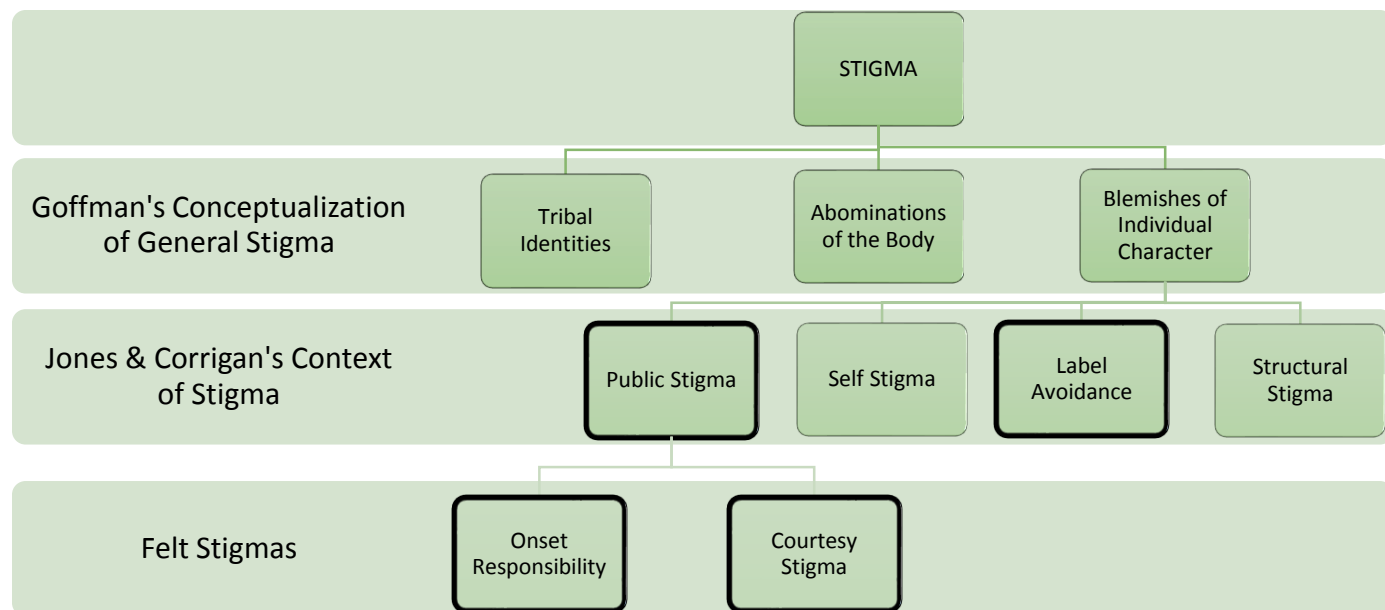 STIGMA
Goffman's Conceptualization
of General Stigma
Tribal
Identities
Abominations
of the Body
Blemishes of
Individual
Character
Jones & Corrigan's Context
of Stigma
Public Stigma
Self Stigma
Label
Avoidance
Structural
Stigma
Felt Stigmas
Onset
Responsibility
Courtesy
Stigma